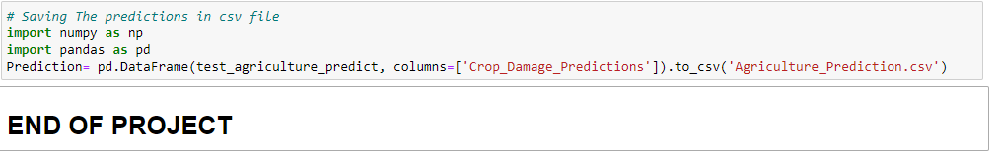 # Saving The predictions in csv file
import numpy as np
import pandas as pd
Prediction= pd.DataFrame(test_agriculture_predict, columns=['Crop_Damage_Predictions']).to_csv('Agriculture_Prediction.csv')
END OF PROJECT